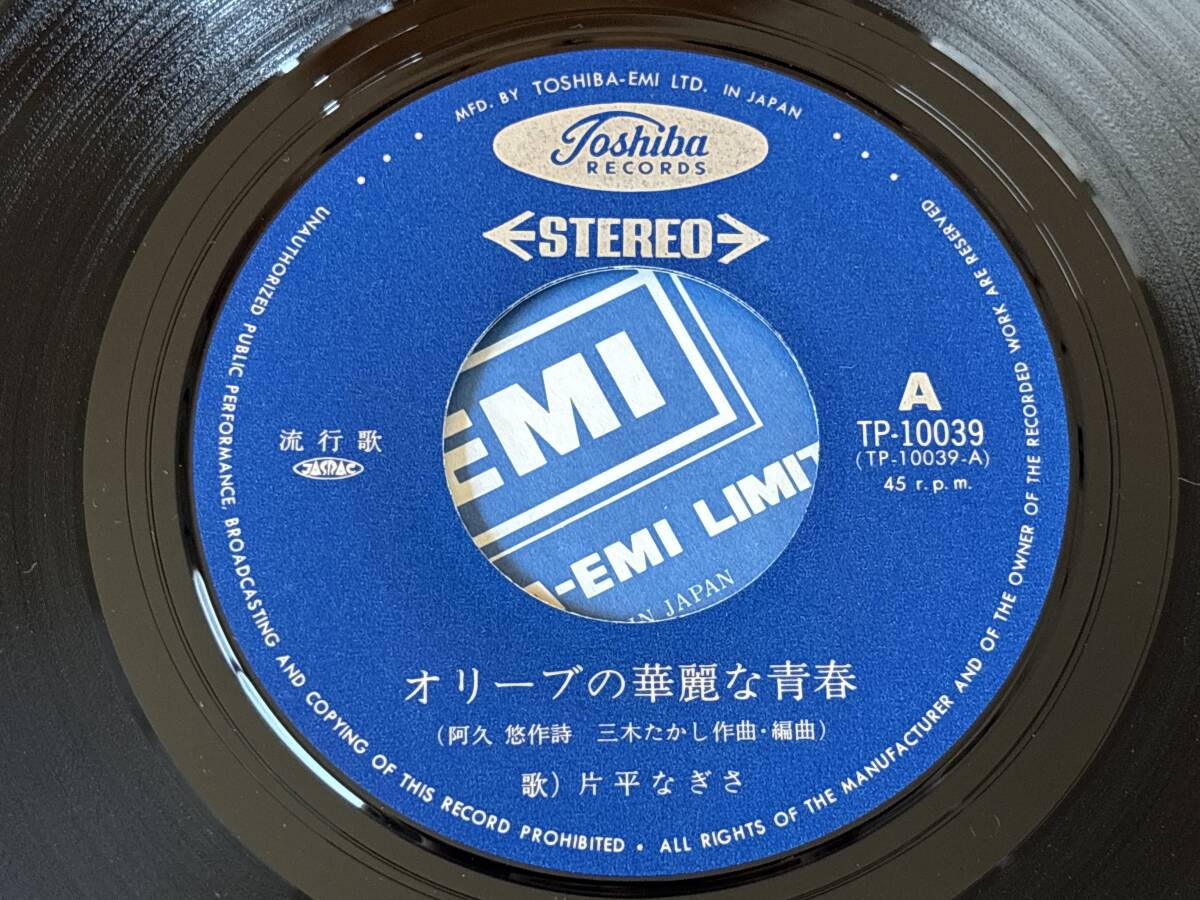 MFD. BY TOSHIBA-EMI LTD. IN JAPAN
Toshiba
RECORDS
STEREO
EMI
A-EMI LIMIT
IN JAPAN
流行歌
JASRAC
A
TP-10039
(TP-10039-A)
45 r.p.m.
オリーブの華麗な青春
(阿久 悠作詩 三木たかし作曲・編曲)
歌) 片平なぎさ
UNAUTHORIZED PUBLIC PERFORMANCE, BROADCASTING AND COPYING OF THIS RECORD PROHIBITED • ALL RIGHTS OF THE MANUFACTURER AND OF THE OWNER OF THE RECORDED WORK ARE RESERVED